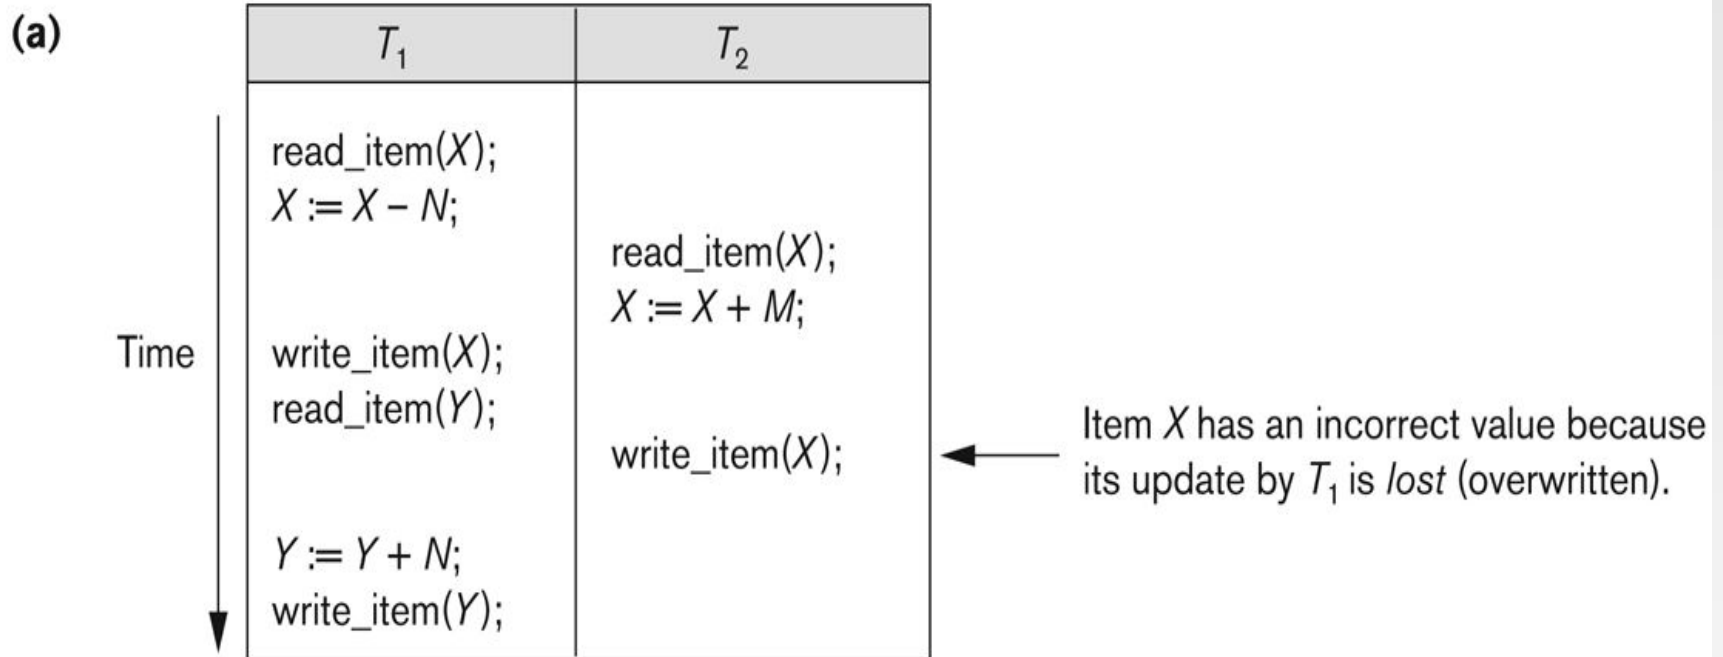 (a)
T₁ T₂
read_item(X);
X := X – N;
read_item(X);
X := X + M;
Time
write_item(X);
read_item(Y);
write_item(X);
Item X has an incorrect value because
its update by T₁ is lost (overwritten).
Y := Y + N;
write_item(Y);